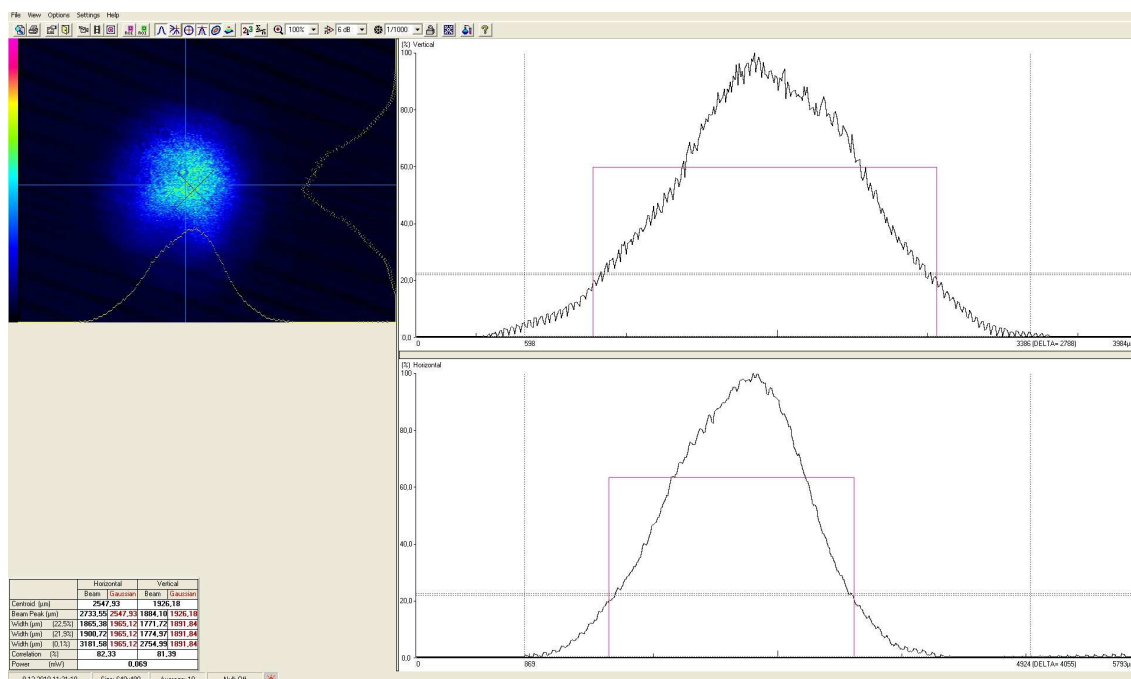 File View Options Settings Help
100% 6 dB 1/1000
(%) Vertical
100
80,0
60,0
40,0
20,0
0,0
0 598 3386 (DELTA= 2788) 3984µ
(%) Horizontal
100
80,0
60,0
40,0
20,0
0,0
0 869 4924 (DELTA= 4055) 5793µ
Horizontal Vertical
Beam Gaussian Beam Gaussian
Centroid (µm) 2547,93 1926,18
Beam Peak (µm) 2733,55 2547,93 1884,10 1926,18
Width (µm) (22,5%) 1865,38 1965,12 1771,72 1891,84
Width (µm) (21,9%) 1900,72 1965,12 1774,97 1891,84
Width (µm) (0,1%) 3181,58 1965,12 2754,99 1891,84
Correlation (%) 82,33 81,39
Power (mW) 0,069